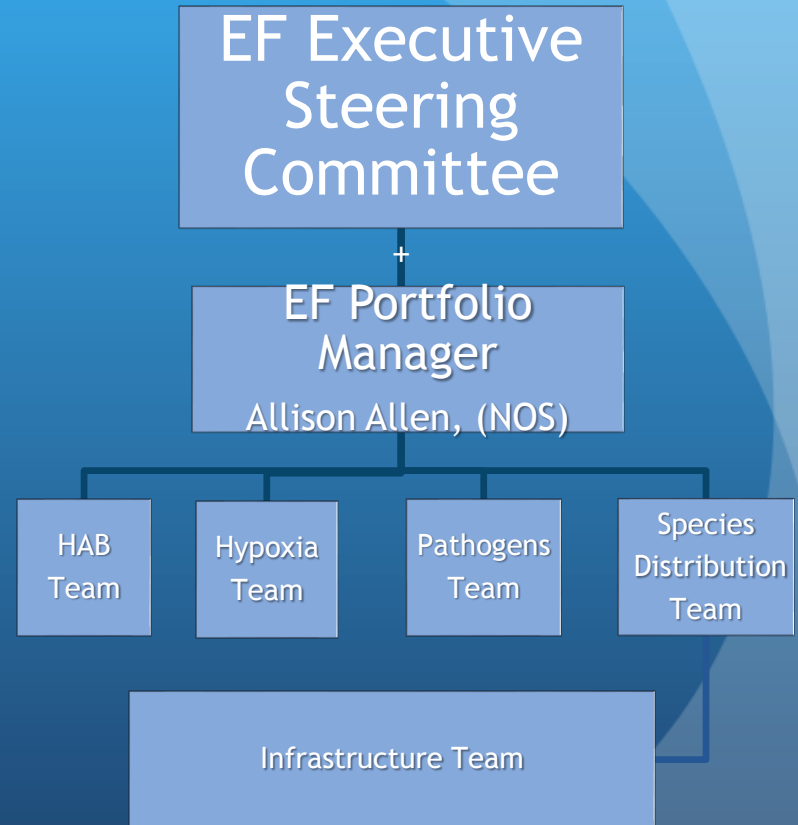 EF Executive
Steering
Committee
+
EF Portfolio
Manager
Allison Allen, (NOS)
HAB
Team
Hypoxia
Team
Pathogens
Team
Species
Distribution
Team
Infrastructure Team